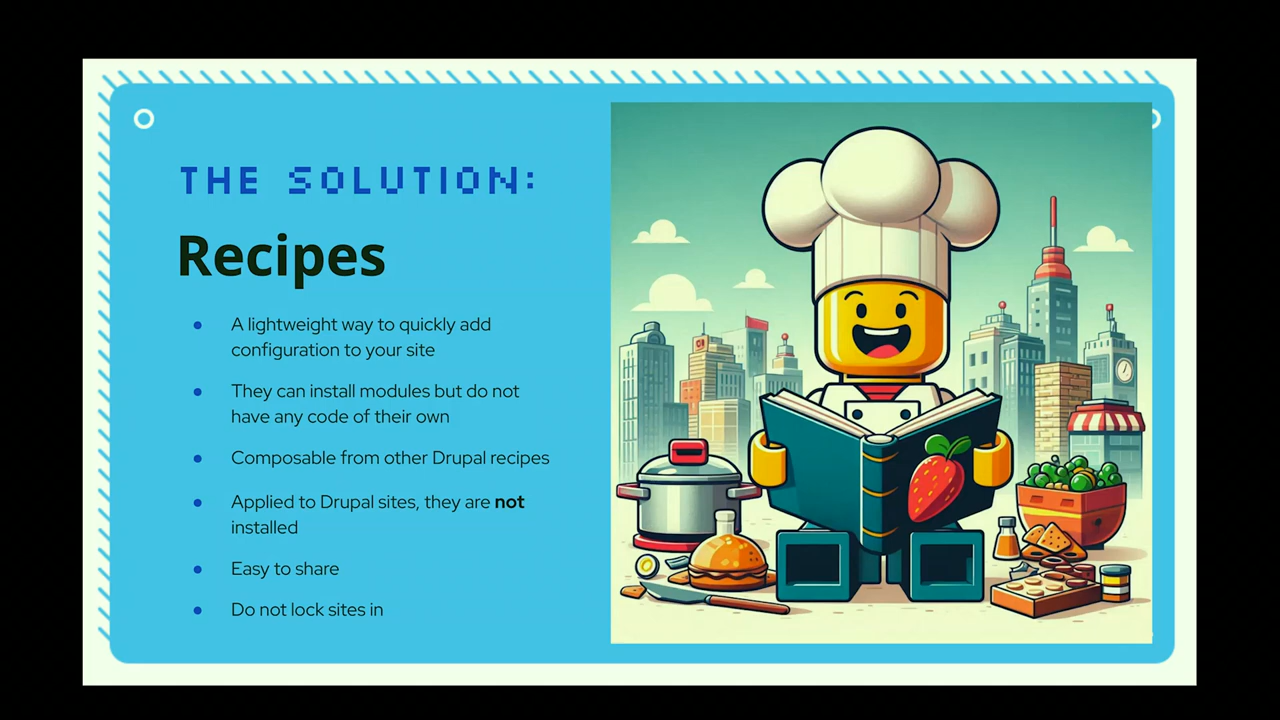 THE SOLUTION:
Recipes
A lightweight way to quickly add
configuration to your site
They can install modules but do not
have any code of their own
Composable from other Drupal recipes
Applied to Drupal sites, they are not
installed
Easy to share
Do not lock sites in